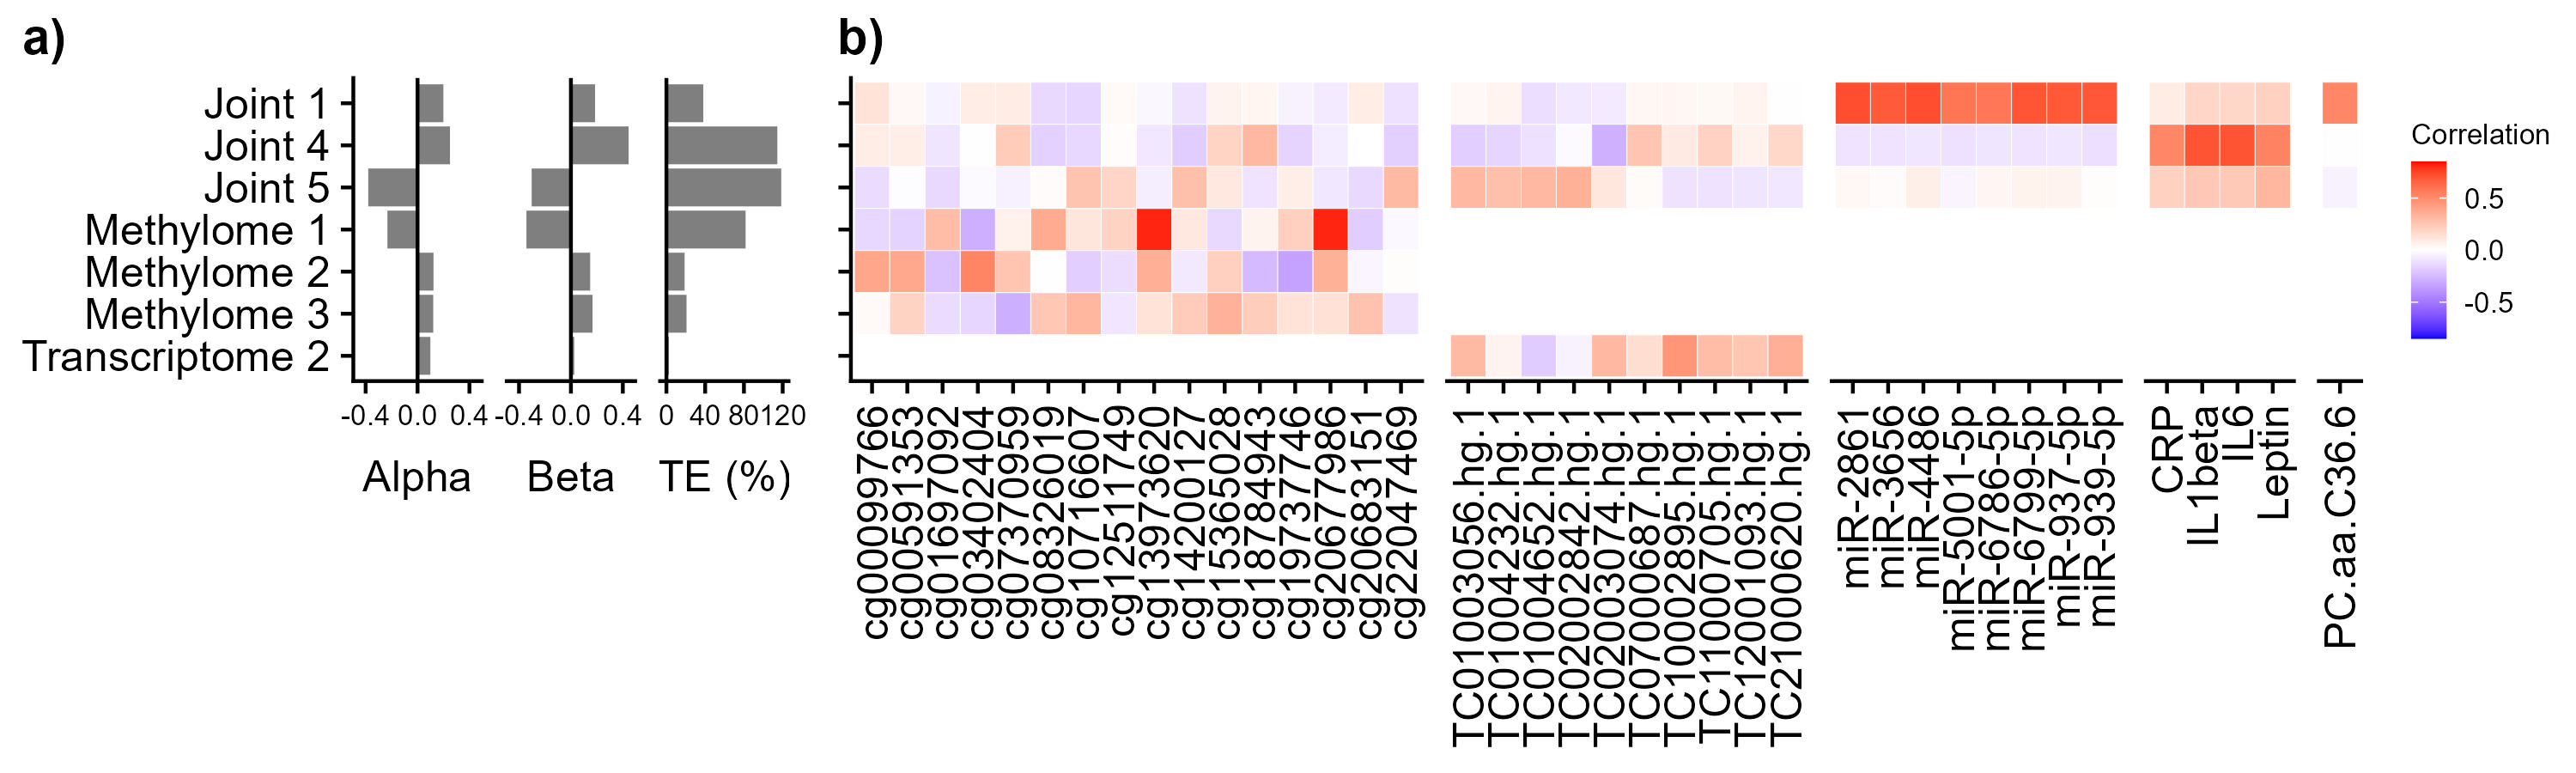 a)
Joint 1
Joint 4
Joint 5
Methylome 1
Methylome 2
Methylome 3
Transcriptome 2
-0.4 0.0 0.4
-0.4 0.0 0.4
0 40 80 120
Alpha
Beta
TE (%)
b)
cg00099766
cg00591353
cg01697092
cg03402404
cg07370959
cg08326019
cg10716607
cg12511749
cg13973620
cg14200127
cg15365028
cg18784943
cg19737746
cg20677986
cg20683151
cg22047469
TC01003056.hg.1
TC01004232.hg.1
TC01004652.hg.1
TC02002842.hg.1
TC02003074.hg.1
TC07000687.hg.1
TC10002895.hg.1
TC11000705.hg.1
TC12001093.hg.1
TC21000620.hg.1
miR-2861
miR-3656
miR-4486
miR-5001-5p
miR-6786-5p
miR-6799-5p
miR-937-5p
miR-939-5p
CRP
IL1beta
IL6
Leptin
PC.aa.C36.6
Correlation
0.5
0.0
-0.5